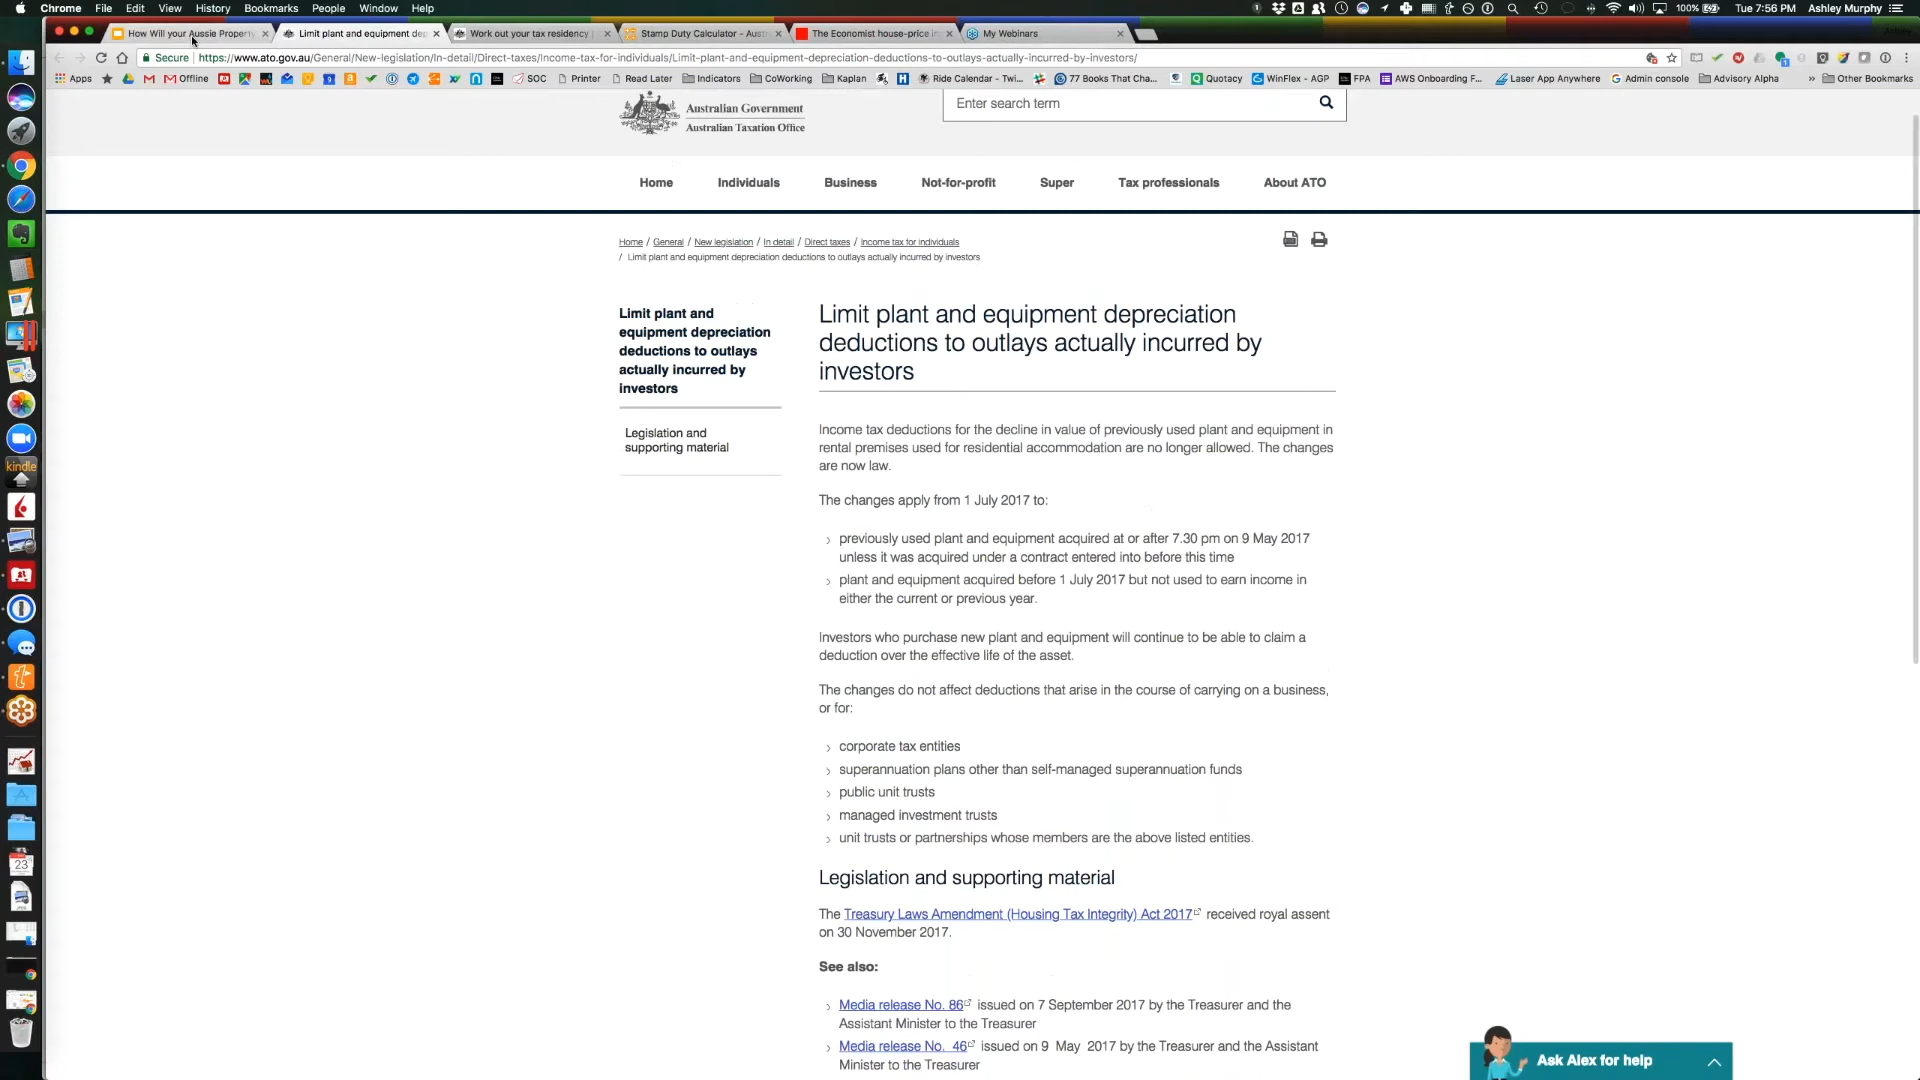 Chrome File Edit View History Bookmarks People Window Help 100% Tue 7:56 PM Ashley Murphy
How Will your Aussie Propert
Limit plant and equipment dep
Work out your tax residency
Stamp Duty Calculator - Aust
The Economist house-price in
My Webinars
Secure https://www.ato.gov.au/General/New-legislation/In-detail/Direct-taxes/Income-tax-for-individuals/Limit-plant-and-equipment-depreciation-deductions-to-outlays-actually-incurred-by-investors/
Apps Offline SOC Printer Read Later Indicators CoWorking Kaplan Ride Calendar - Twi... 77 Books That Cha... Quotacy WinFlex - AGP FPA AWS Onboarding F... Laser App Anywhere Admin console Advisory Alpha » Other Bookmarks
Australian Government
Australian Taxation Office
Enter search term
Home Individuals Business Not-for-profit Super Tax professionals About ATO
Home / General / New legislation / In detail / Direct taxes / Income tax for individuals
/ Limit plant and equipment depreciation deductions to outlays actually incurred by investors
Limit plant and
equipment depreciation
deductions to outlays
actually incurred by
investors
Legislation and
supporting material
Limit plant and equipment depreciation
deductions to outlays actually incurred by
investors
Income tax deductions for the decline in value of previously used plant and equipment in
rental premises used for residential accommodation are no longer allowed. The changes
are now law.
The changes apply from 1 July 2017 to:
previously used plant and equipment acquired at or after 7.30 pm on 9 May 2017
unless it was acquired under a contract entered into before this time
plant and equipment acquired before 1 July 2017 but not used to earn income in
either the current or previous year.
Investors who purchase new plant and equipment will continue to be able to claim a
deduction over the effective life of the asset.
The changes do not affect deductions that arise in the course of carrying on a business,
or for:
corporate tax entities
superannuation plans other than self-managed superannuation funds
public unit trusts
managed investment trusts
unit trusts or partnerships whose members are the above listed entities.
Legislation and supporting material
The Treasury Laws Amendment (Housing Tax Integrity) Act 2017 received royal assent
on 30 November 2017.
See also:
Media release No. 86 issued on 7 September 2017 by the Treasurer and the
Assistant Minister to the Treasurer
Media release No. 46 issued on 9 May 2017 by the Treasurer and the Assistant
Minister to the Treasurer
Ask Alex for help
kindle
23